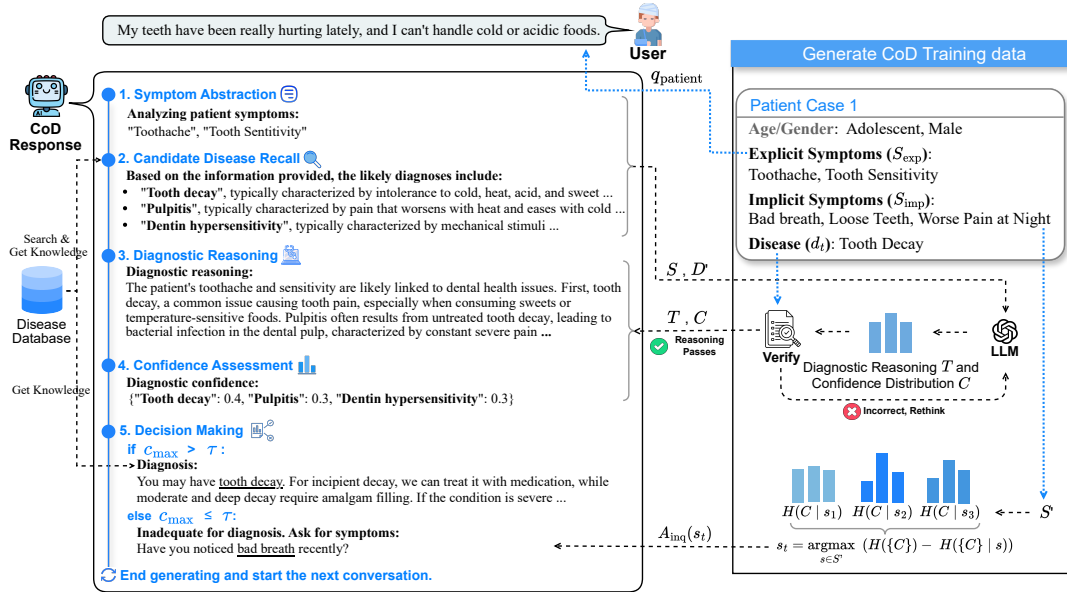 My teeth have been really hurting lately, and I can't handle cold or acidic foods.
User
q_patient
AI
CoD
Response
1. Symptom Abstraction
Analyzing patient symptoms:
"Toothache", "Tooth Sentitivity"
2. Candidate Disease Recall
Based on the information provided, the likely diagnoses include:
• "Tooth decay", typically characterized by intolerance to cold, heat, acid, and sweet ...
• "Pulpitis", typically characterized by pain that worsens with heat and eases with cold ...
• "Dentin hypersensitivity", typically characterized by mechanical stimuli ...
3. Diagnostic Reasoning
Diagnostic reasoning:
The patient's toothache and sensitivity are likely linked to dental health issues. First, tooth
decay, a common issue causing tooth pain, especially when consuming sweets or
temperature-sensitive foods. Pulpitis often results from untreated tooth decay, leading to
bacterial infection in the dental pulp, characterized by constant severe pain ...
4. Confidence Assessment
Diagnostic confidence:
{"Tooth decay": 0.4, "Pulpitis": 0.3, "Dentin hypersensitivity": 0.3}
5. Decision Making
if c_max > τ :
Diagnosis:
You may have tooth decay. For incipient decay, we can treat it with medication, while
moderate and deep decay require amalgam filling. If the condition is severe ...
else c_max ≤ τ:
Inadequate for diagnosis. Ask for symptoms:
Have you noticed bad breath recently?
End generating and start the next conversation.
Search &
Get Knowledge
Disease
Database
Get Knowledge
Generate CoD Training data
Patient Case 1
Age/Gender: Adolescent, Male
Explicit Symptoms (S_exp):
Toothache, Tooth Sensitivity
Implicit Symptoms (S_imp):
Bad breath, Loose Teeth, Worse Pain at Night
Disease (d_t): Tooth Decay
S , D'
T , C
Reasoning
Passes
Verify
LLM
Diagnostic Reasoning T and
Confidence Distribution C
Incorrect, Rethink
H(C | s_1) H(C | s_2) H(C | s_3)
S'
A_inq(s_t)
s_t = argmax (H({C}) − H({C} | s))
s∈S'